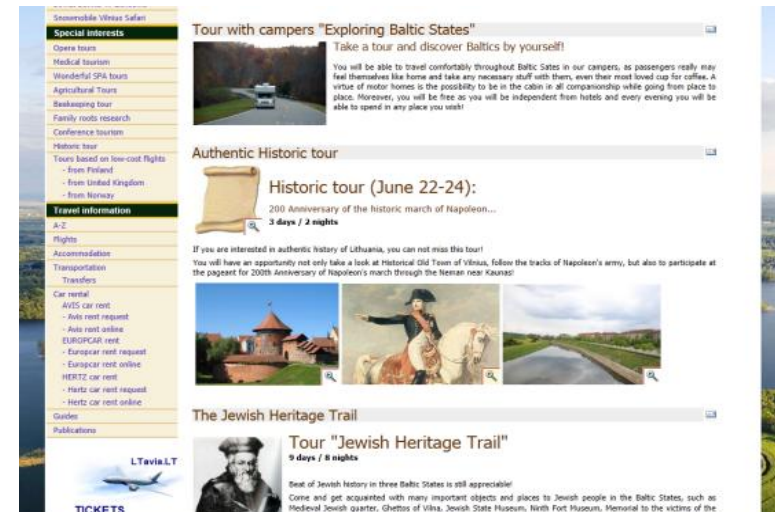 Snowmobile Vilnius Safari
Special interests
Opera tours
Medical tourism
Wonderful SPA tours
Agricultural Tours
Beekeeping tour
Family roots research
Conference tourism
Historic tour
Tours based on low-cost flights
- from Finland
- from United Kingdom
- from Norway
Travel information
A-Z
Flights
Accommodation
Transportation
Transfers
Car rental
AVIS car rent
- Avis rent request
- Avis rent online
EUROPCAR rent
- Europcar rent request
- Europcar rent online
HERTZ car rent
- Hertz car rent request
- Hertz car rent online
Guides
Publications
LTavia.LT
TICKETS
Tour with campers "Exploring Baltic States"
Take a tour and discover Baltics by yourself!
You will be able to travel comfortably throughout Baltic Sates in our campers, as passengers really may
feel themselves like home and take any necessary stuff with them, even their most loved cup for coffee. A
virtue of motor homes is the possibility to be in the cabin in all companionship while going from place to
place. Moreover, you will be free as you will be independent from hotels and every evening you will be
able to spend in any place you wish!
Authentic Historic tour
Historic tour (June 22-24):
200 Anniversary of the historic march of Napoleon...
3 days / 2 nights
If you are interested in authentic history of Lithuania, you can not miss this tour!
You will have an opportunity not only take a look at Historical Old Town of Vilnius, follow the tracks of Napoleon's army, but also to participate at
the pageant for 200th Anniversary of Napoleon's march through the Neman near Kaunas!
The Jewish Heritage Trail
Tour "Jewish Heritage Trail"
9 days / 8 nights
Beat of Jewish history in three Baltic States is still appreciable!
Come and get acquainted with many important objects and places to Jewish people in the Baltic States, such as
Medieval Jewish quarter, Ghettos of Vilna, Jewish State Museum, Ninth Fort Museum, Memorial to the victims of the